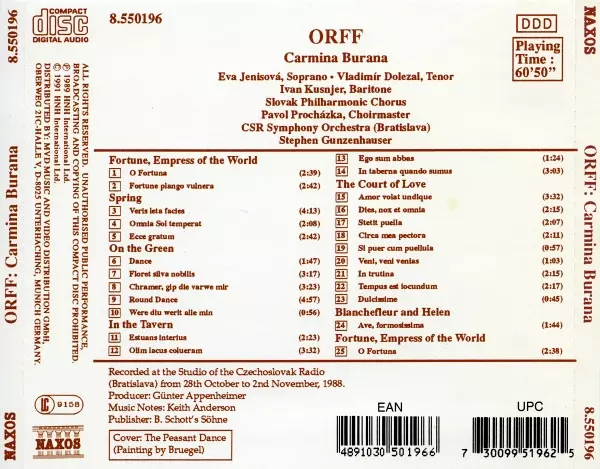 8.550196
COMPACT
disc
DIGITAL AUDIO
8.550196
DDD
Playing
Time :
60'50"
NAXOS
ORFF
Carmina Burana
Eva Jenisová, Soprano • Vladimír Dolezal, Tenor
Ivan Kusnjer, Baritone
Slovak Philharmonic Chorus
Pavol Procházka, Choirmaster
CSR Symphony Orchestra (Bratislava)
Stephen Gunzenhauser
Fortune, Empress of the World
1 O Fortuna (2:39)
2 Fortune plango vulnera (2:42)
Spring
3 Veris leta facies (4:13)
4 Omnia Sol temperat (2:08)
5 Ecce gratum (2:42)
On the Green
6 Dance (1:47)
7 Floret silva nobilis (3:17)
8 Chramer, gip die varwe mir (3:23)
9 Round Dance (4:57)
10 Were diu werlt alle min (0:56)
In the Tavern
11 Estuans interius (2:23)
12 Olim lacus colueram (3:32)
13 Ego sum abbas (1:24)
14 In taberna quando sumus (3:03)
The Court of Love
15 Amor volat undique (3:32)
16 Dies, nox et omnia (2:15)
17 Stetit puella (2:07)
18 Circa mea pectora (2:11)
19 Si puer cum puellula (0:57)
20 Veni, veni venias (1:03)
21 In trutina (2:15)
22 Tempus est iocundum (2:17)
23 Dulcissime (0:45)
Blanchefleur and Helen
24 Ave, formosissima (1:44)
Fortune, Empress of the World
25 O Fortuna (2:38)
Recorded at the Studio of the Czechoslovak Radio
(Bratislava) from 28th October to 2nd November, 1988.
Producer: Günter Appenheimer
Music Notes: Keith Anderson
Publisher: B. Schott's Söhne
Cover: The Peasant Dance
(Painting by Bruegel)
EAN
4891030501966
UPC
7 30099 51962 5
ORFF: Carmina Burana
NAXOS
ALL RIGHTS RESERVED. UNAUTHORISED PUBLIC PERFORMANCE,
BROADCASTING AND COPYING OF THIS COMPACT DISC PROHIBITED.
℗ 1989 HNH International Ltd.
© 1991 HNH International Ltd.
DISTRIBUTED BY: MVD MUSIC AND VIDEO DISTRIBUTION GMBH,
OBERWEG 21C-HALLE V, D-8025 UNTERHACHING, MUNICH GERMANY.
LC 9158
NAXOS
ORFF: Carmina Burana
8.550196